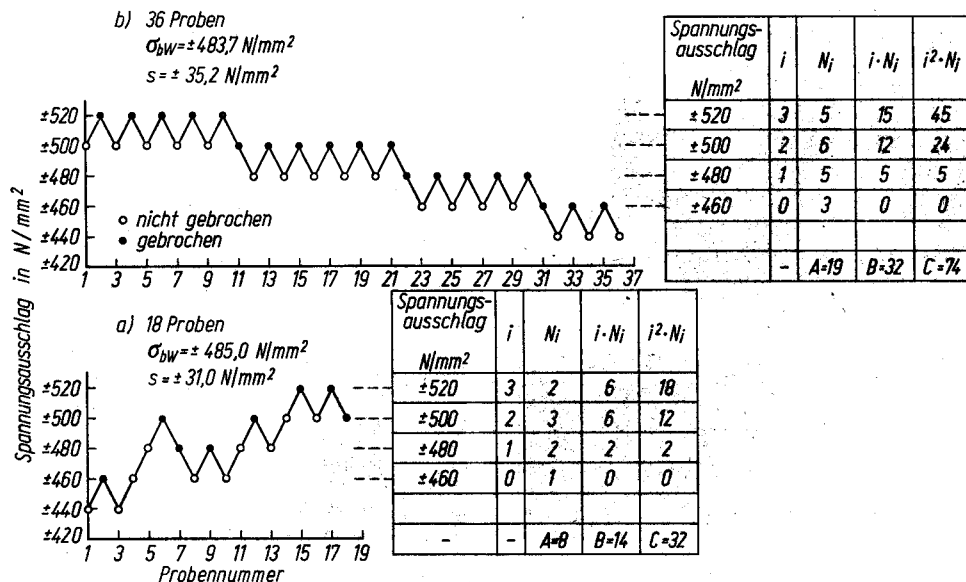 b) 36 Proben
σbW=±483,7 N/mm²
s=±35,2 N/mm²
±520
±500
±480
±460
±440
±420
○ nicht gebrochen
● gebrochen
1 3 5 7 9 11 13 15 17 19 21 23 25 27 29 31 33 35 37
Spannungs-
ausschlag
N/mm² i Ni i·Ni i²·Ni
±520 3 5 15 45
±500 2 6 12 24
±480 1 5 5 5
±460 0 3 0 0
- A=19 B=32 C=74
Spannungsausschlag in N/mm²
a) 18 Proben
σbW=±485,0 N/mm²
s=±31,0 N/mm²
±520
±500
±480
±460
±440
±420
1 3 5 7 9 11 13 15 17 19
Probennummer
Spannungs-
ausschlag
N/mm² i Ni i·Ni i²·Ni
±520 3 2 6 18
±500 2 3 6 12
±480 1 2 2 2
±460 0 1 0 0
- - A=8 B=14 C=32